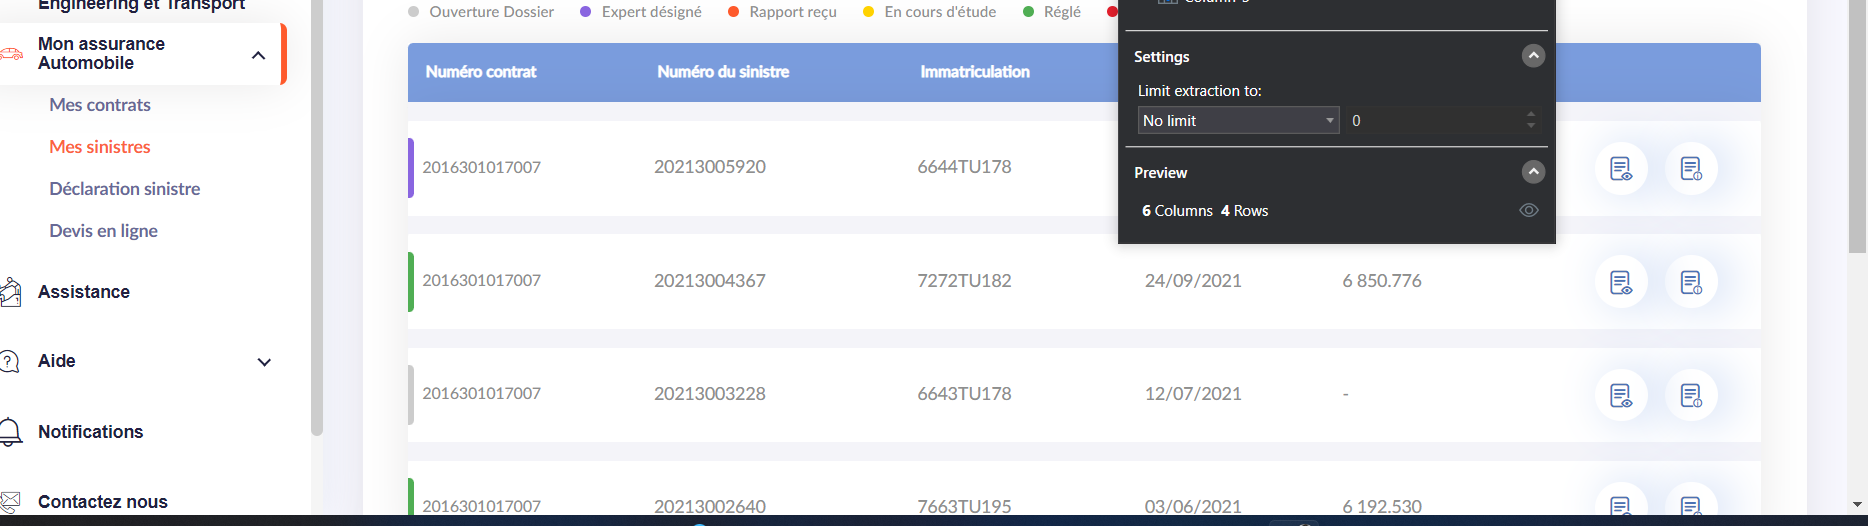 Engineering et Transport
Mon assurance
Automobile
Mes contrats
Mes sinistres
Déclaration sinistre
Devis en ligne
Assistance
Aide
Notifications
Contactez nous
Ouverture Dossier Expert désigné Rapport reçu En cours d'étude Réglé
Numéro contrat Numéro du sinistre Immatriculation
2016301017007 20213005920 6644TU178
2016301017007 20213004367 7272TU182 24/09/2021 6 850.776
2016301017007 20213003228 6643TU178 12/07/2021 -
2016301017007 20213002640 7663TU195 03/06/2021 6 192.530
Settings
Limit extraction to:
No limit 0
Preview
6 Columns 4 Rows